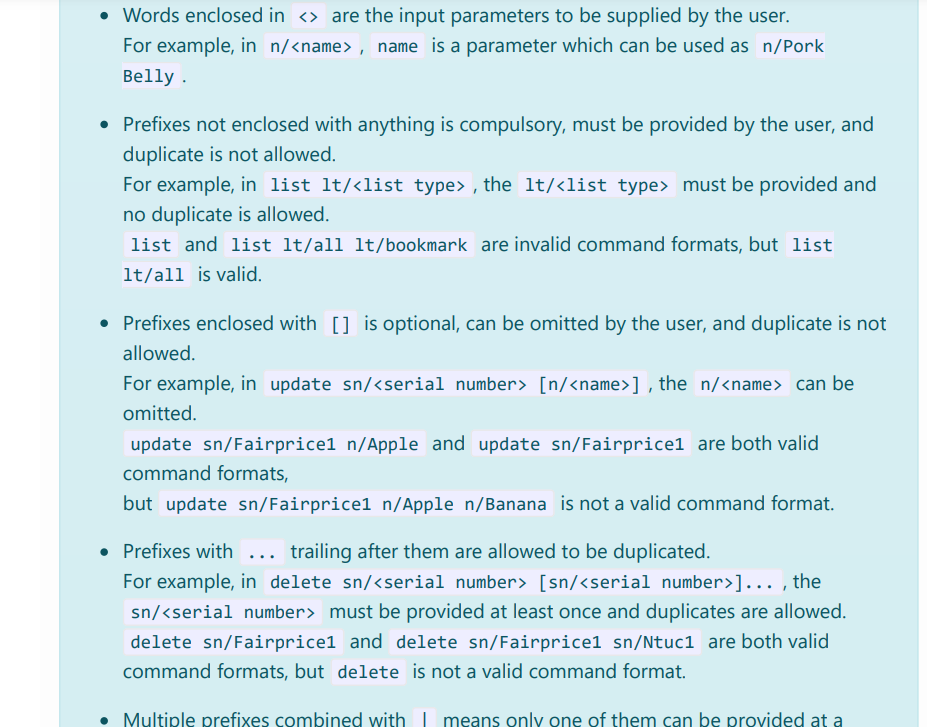 Words enclosed in <> are the input parameters to be supplied by the user.
For example, in n/<name>, name is a parameter which can be used as n/Pork
Belly.
Prefixes not enclosed with anything is compulsory, must be provided by the user, and
duplicate is not allowed.
For example, in list lt/<list type>, the lt/<list type> must be provided and
no duplicate is allowed.
list and list lt/all lt/bookmark are invalid command formats, but list
lt/all is valid.
Prefixes enclosed with [] is optional, can be omitted by the user, and duplicate is not
allowed.
For example, in update sn/<serial number> [n/<name>], the n/<name> can be
omitted.
update sn/Fairprice1 n/Apple and update sn/Fairprice1 are both valid
command formats,
but update sn/Fairprice1 n/Apple n/Banana is not a valid command format.
Prefixes with ... trailing after them are allowed to be duplicated.
For example, in delete sn/<serial number> [sn/<serial number>]..., the
sn/<serial number> must be provided at least once and duplicates are allowed.
delete sn/Fairprice1 and delete sn/Fairprice1 sn/Ntuc1 are both valid
command formats, but delete is not a valid command format.
Multiple prefixes combined with | means only one of them can be provided at a